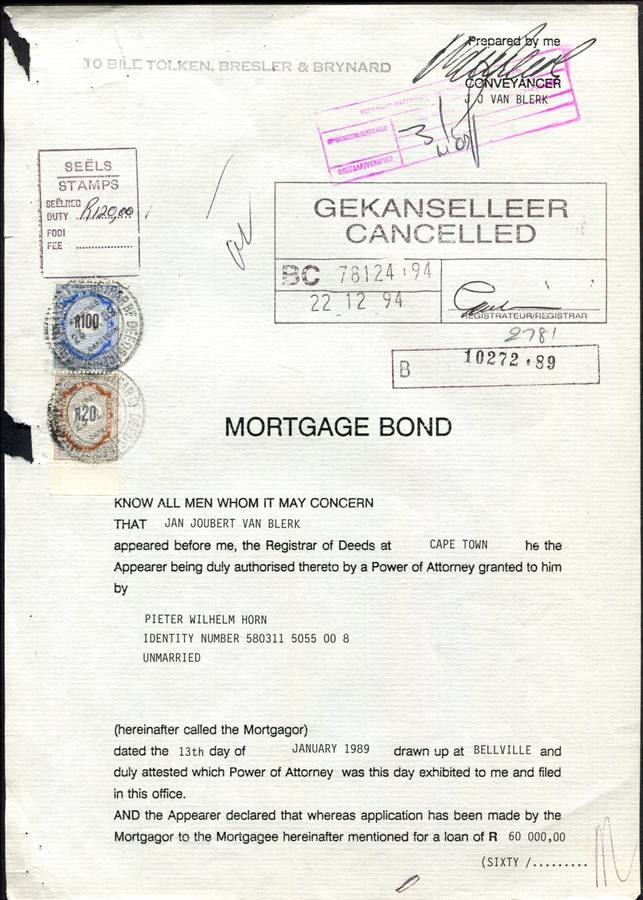 Prepared by me
TO BILL TOLKEN, BRESLER & BRYNARD
CONVEYANCER
J J VAN BLERK
SEËLS
STAMPS
SEËLREG
DUTY R120,00
FOOI
FEE ..................
GEKANSELLEER
CANCELLED
BC 78124 94
22 12 94
REGISTRATEUR/REGISTRAR
2781
B 10272 89
R100
R20
MORTGAGE BOND
KNOW ALL MEN WHOM IT MAY CONCERN
THAT JAN JOUBERT VAN BLERK
appeared before me, the Registrar of Deeds at CAPE TOWN he the
Appearer being duly authorised thereto by a Power of Attorney granted to him
by
PIETER WILHELM HORN
IDENTITY NUMBER 580311 5055 00 8
UNMARRIED
(hereinafter called the Mortgagor)
dated the 13th day of JANUARY 1989 drawn up at BELLVILLE and
duly attested which Power of Attorney was this day exhibited to me and filed
in this office.
AND the Appearer declared that whereas application has been made by the
Mortgagor to the Mortgagee hereinafter mentioned for a loan of R 60 000,00
(SIXTY /.........